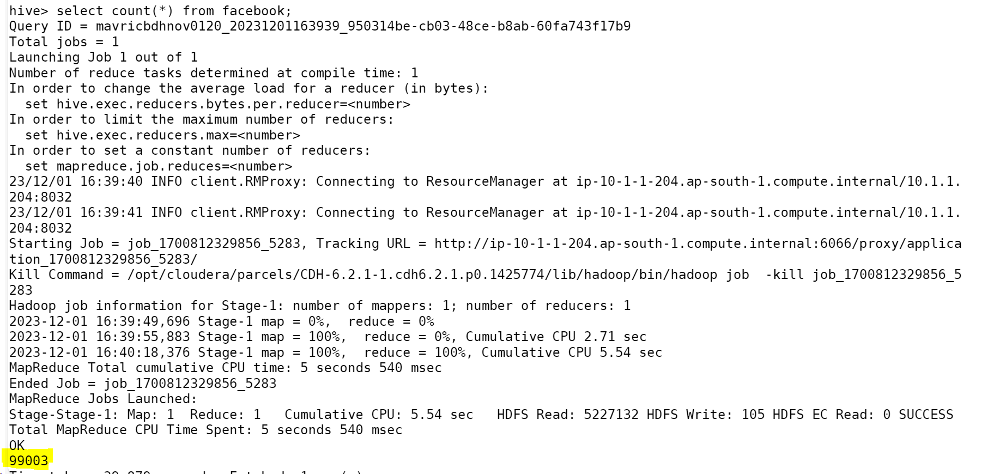 hive> select count(*) from facebook;
Query ID = mavricbdhnov0120_20231201163939_950314be-cb03-48ce-b8ab-60fa743f17b9
Total jobs = 1
Launching Job 1 out of 1
Number of reduce tasks determined at compile time: 1
In order to change the average load for a reducer (in bytes):
  set hive.exec.reducers.bytes.per.reducer=<number>
In order to limit the maximum number of reducers:
  set hive.exec.reducers.max=<number>
In order to set a constant number of reducers:
  set mapreduce.job.reduces=<number>
23/12/01 16:39:40 INFO client.RMProxy: Connecting to ResourceManager at ip-10-1-1-204.ap-south-1.compute.internal/10.1.1.
204:8032
23/12/01 16:39:41 INFO client.RMProxy: Connecting to ResourceManager at ip-10-1-1-204.ap-south-1.compute.internal/10.1.1.
204:8032
Starting Job = job_1700812329856_5283, Tracking URL = http://ip-10-1-1-204.ap-south-1.compute.internal:6066/proxy/applica
tion_1700812329856_5283/
Kill Command = /opt/cloudera/parcels/CDH-6.2.1-1.cdh6.2.1.p0.1425774/lib/hadoop/bin/hadoop job  -kill job_1700812329856_5
283
Hadoop job information for Stage-1: number of mappers: 1; number of reducers: 1
2023-12-01 16:39:49,696 Stage-1 map = 0%,  reduce = 0%
2023-12-01 16:39:55,883 Stage-1 map = 100%,  reduce = 0%, Cumulative CPU 2.71 sec
2023-12-01 16:40:18,376 Stage-1 map = 100%,  reduce = 100%, Cumulative CPU 5.54 sec
MapReduce Total cumulative CPU time: 5 seconds 540 msec
Ended Job = job_1700812329856_5283
MapReduce Jobs Launched:
Stage-Stage-1: Map: 1  Reduce: 1   Cumulative CPU: 5.54 sec   HDFS Read: 5227132 HDFS Write: 105 HDFS EC Read: 0 SUCCESS
Total MapReduce CPU Time Spent: 5 seconds 540 msec
OK
99003